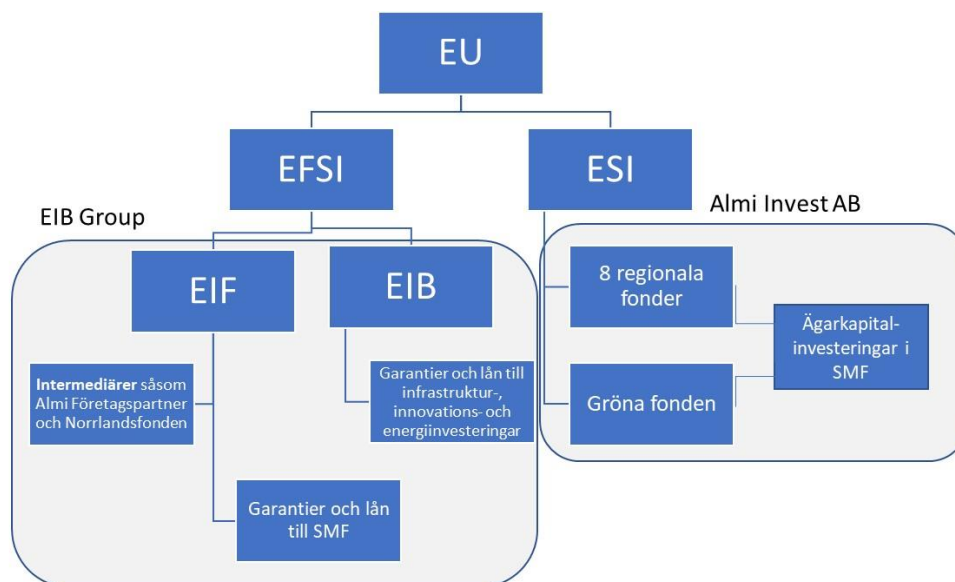 EU
EFSI
ESI
EIB Group
Almi Invest AB
EIF
EIB
8 regionala
fonder
Ägarkapital-
investeringar i
SMF
Intermediärer såsom
Almi Företagspartner
och Norrlandsfonden
Garantier och lån till
infrastruktur-,
innovations- och
energiinvesteringar
Gröna fonden
Garantier och lån
till SMF